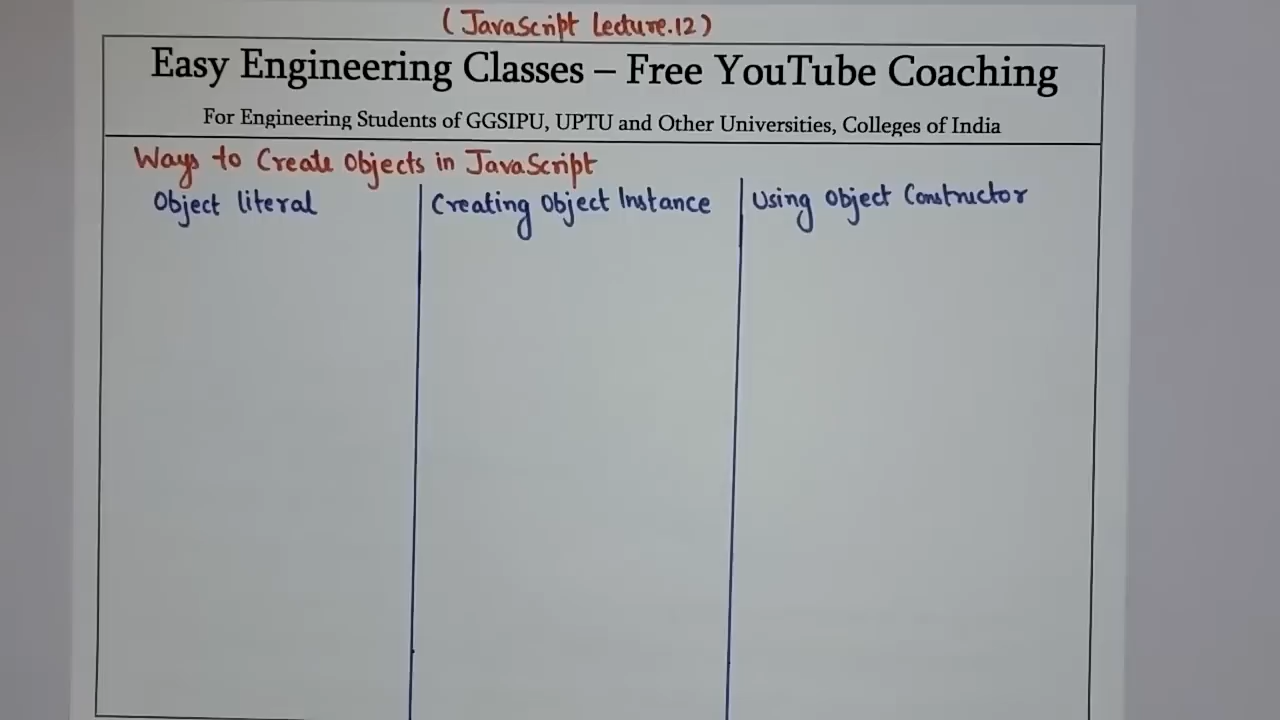 (JavaScript Lecture.12)
Easy Engineering Classes – Free YouTube Coaching
For Engineering Students of GGSIPU, UPTU and Other Universities, Colleges of India
Ways to Create Objects in JavaScript
Object literal
Creating Object Instance
Using Object Constructor